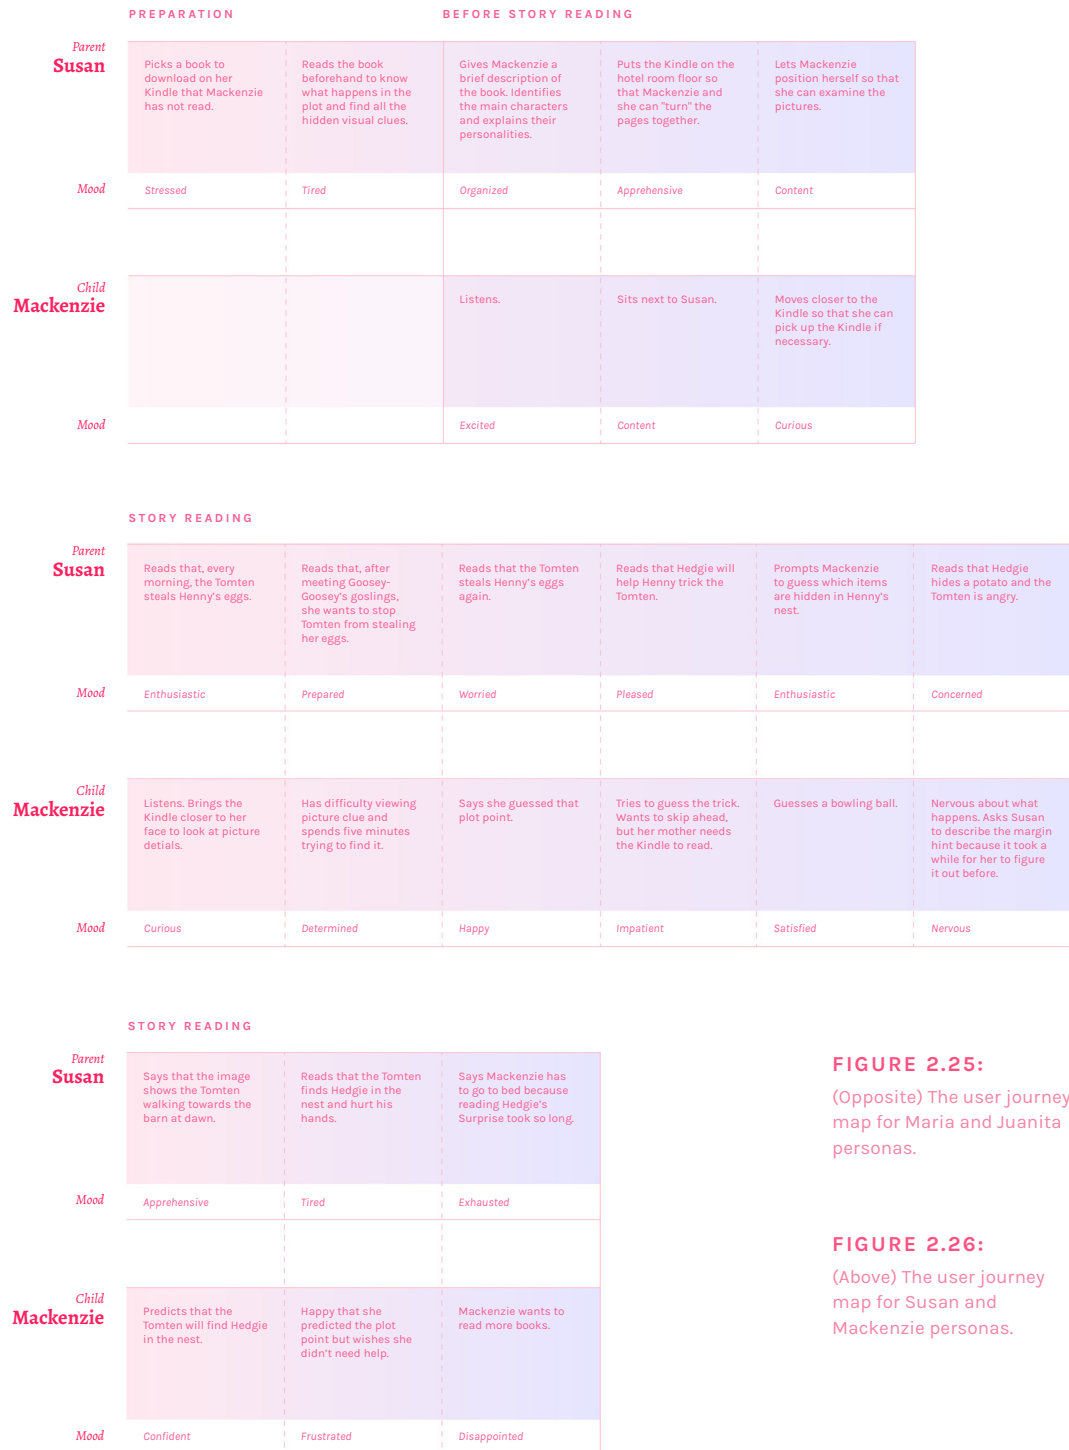 PREPARATION
BEFORE STORY READING
Parent
Susan
Picks a book to
download on her
Kindle that Mackenzie
has not read.
Reads the book
beforehand to know
what happens in the
plot and find all the
hidden visual clues.
Gives Mackenzie a
brief description of
the book. Identifies
the main characters
and explains their
personalities.
Puts the Kindle on the
hotel room floor so
that Mackenzie and
she can "turn" the
pages together.
Lets Mackenzie
position herself so that
she can examine the
pictures.
Mood
Stressed
Tired
Organized
Apprehensive
Content
Child
Mackenzie
Listens.
Sits next to Susan.
Moves closer to the
Kindle so that she can
pick up the Kindle if
necessary.
Mood
Excited
Content
Curious
STORY READING
Parent
Susan
Reads that, every
morning, the Tomten
steals Henny’s eggs.
Reads that, after
meeting Goosey-
Goosey’s goslings,
she wants to stop
Tomten from stealing
her eggs.
Reads that the Tomten
steals Henny’s eggs
again.
Reads that Hedgie will
help Henny trick the
Tomten.
Prompts Mackenzie
to guess which items
are hidden in Henny’s
nest.
Reads that Hedgie
hides a potato and the
Tomten is angry.
Mood
Enthusiastic
Prepared
Worried
Pleased
Enthusiastic
Concerned
Child
Mackenzie
Listens. Brings the
Kindle closer to her
face to look at picture
detials.
Has difficulty viewing
picture clue and
spends five minutes
trying to find it.
Says she guessed that
plot point.
Tries to guess the trick.
Wants to skip ahead,
but her mother needs
the Kindle to read.
Guesses a bowling ball.
Nervous about what
happens. Asks Susan
to describe the margin
hint because it took a
while for her to figure
it out before.
Mood
Curious
Determined
Happy
Impatient
Satisfied
Nervous
STORY READING
Parent
Susan
Says that the image
shows the Tomten
walking towards the
barn at dawn.
Reads that the Tomten
finds Hedgie in the
nest and hurt his
hands.
Says Mackenzie has
to go to bed because
reading Hedgie’s
Surprise took so long.
Mood
Apprehensive
Tired
Exhausted
Child
Mackenzie
Predicts that the
Tomten will find Hedgie
in the nest.
Happy that she
predicted the plot
point but wishes she
didn’t need help.
Mackenzie wants to
read more books.
Mood
Confident
Frustrated
Disappointed
FIGURE 2.25:
(Opposite) The user journey
map for Maria and Juanita
personas.
FIGURE 2.26:
(Above) The user journey
map for Susan and
Mackenzie personas.